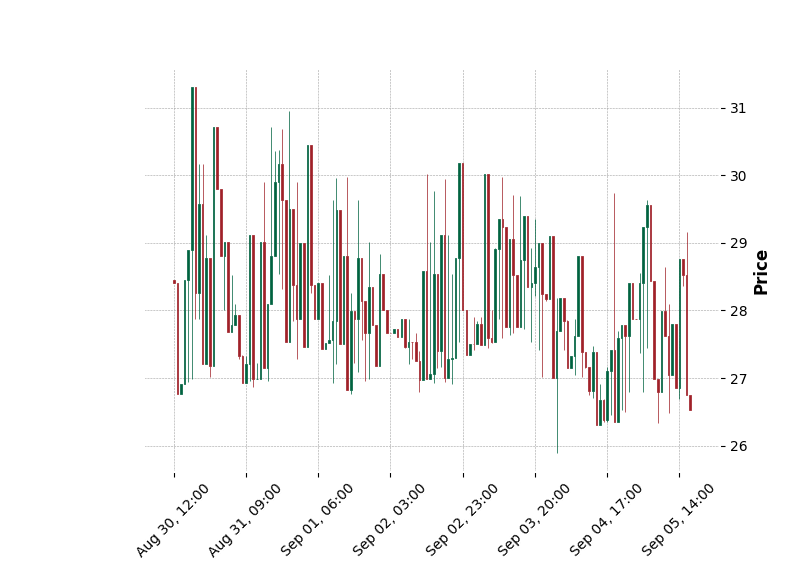 31
30
29
28
27
26
Price
Aug 30, 12:00
Aug 31, 09:00
Sep 01, 06:00
Sep 02, 03:00
Sep 02, 23:00
Sep 03, 20:00
Sep 04, 17:00
Sep 05, 14:00